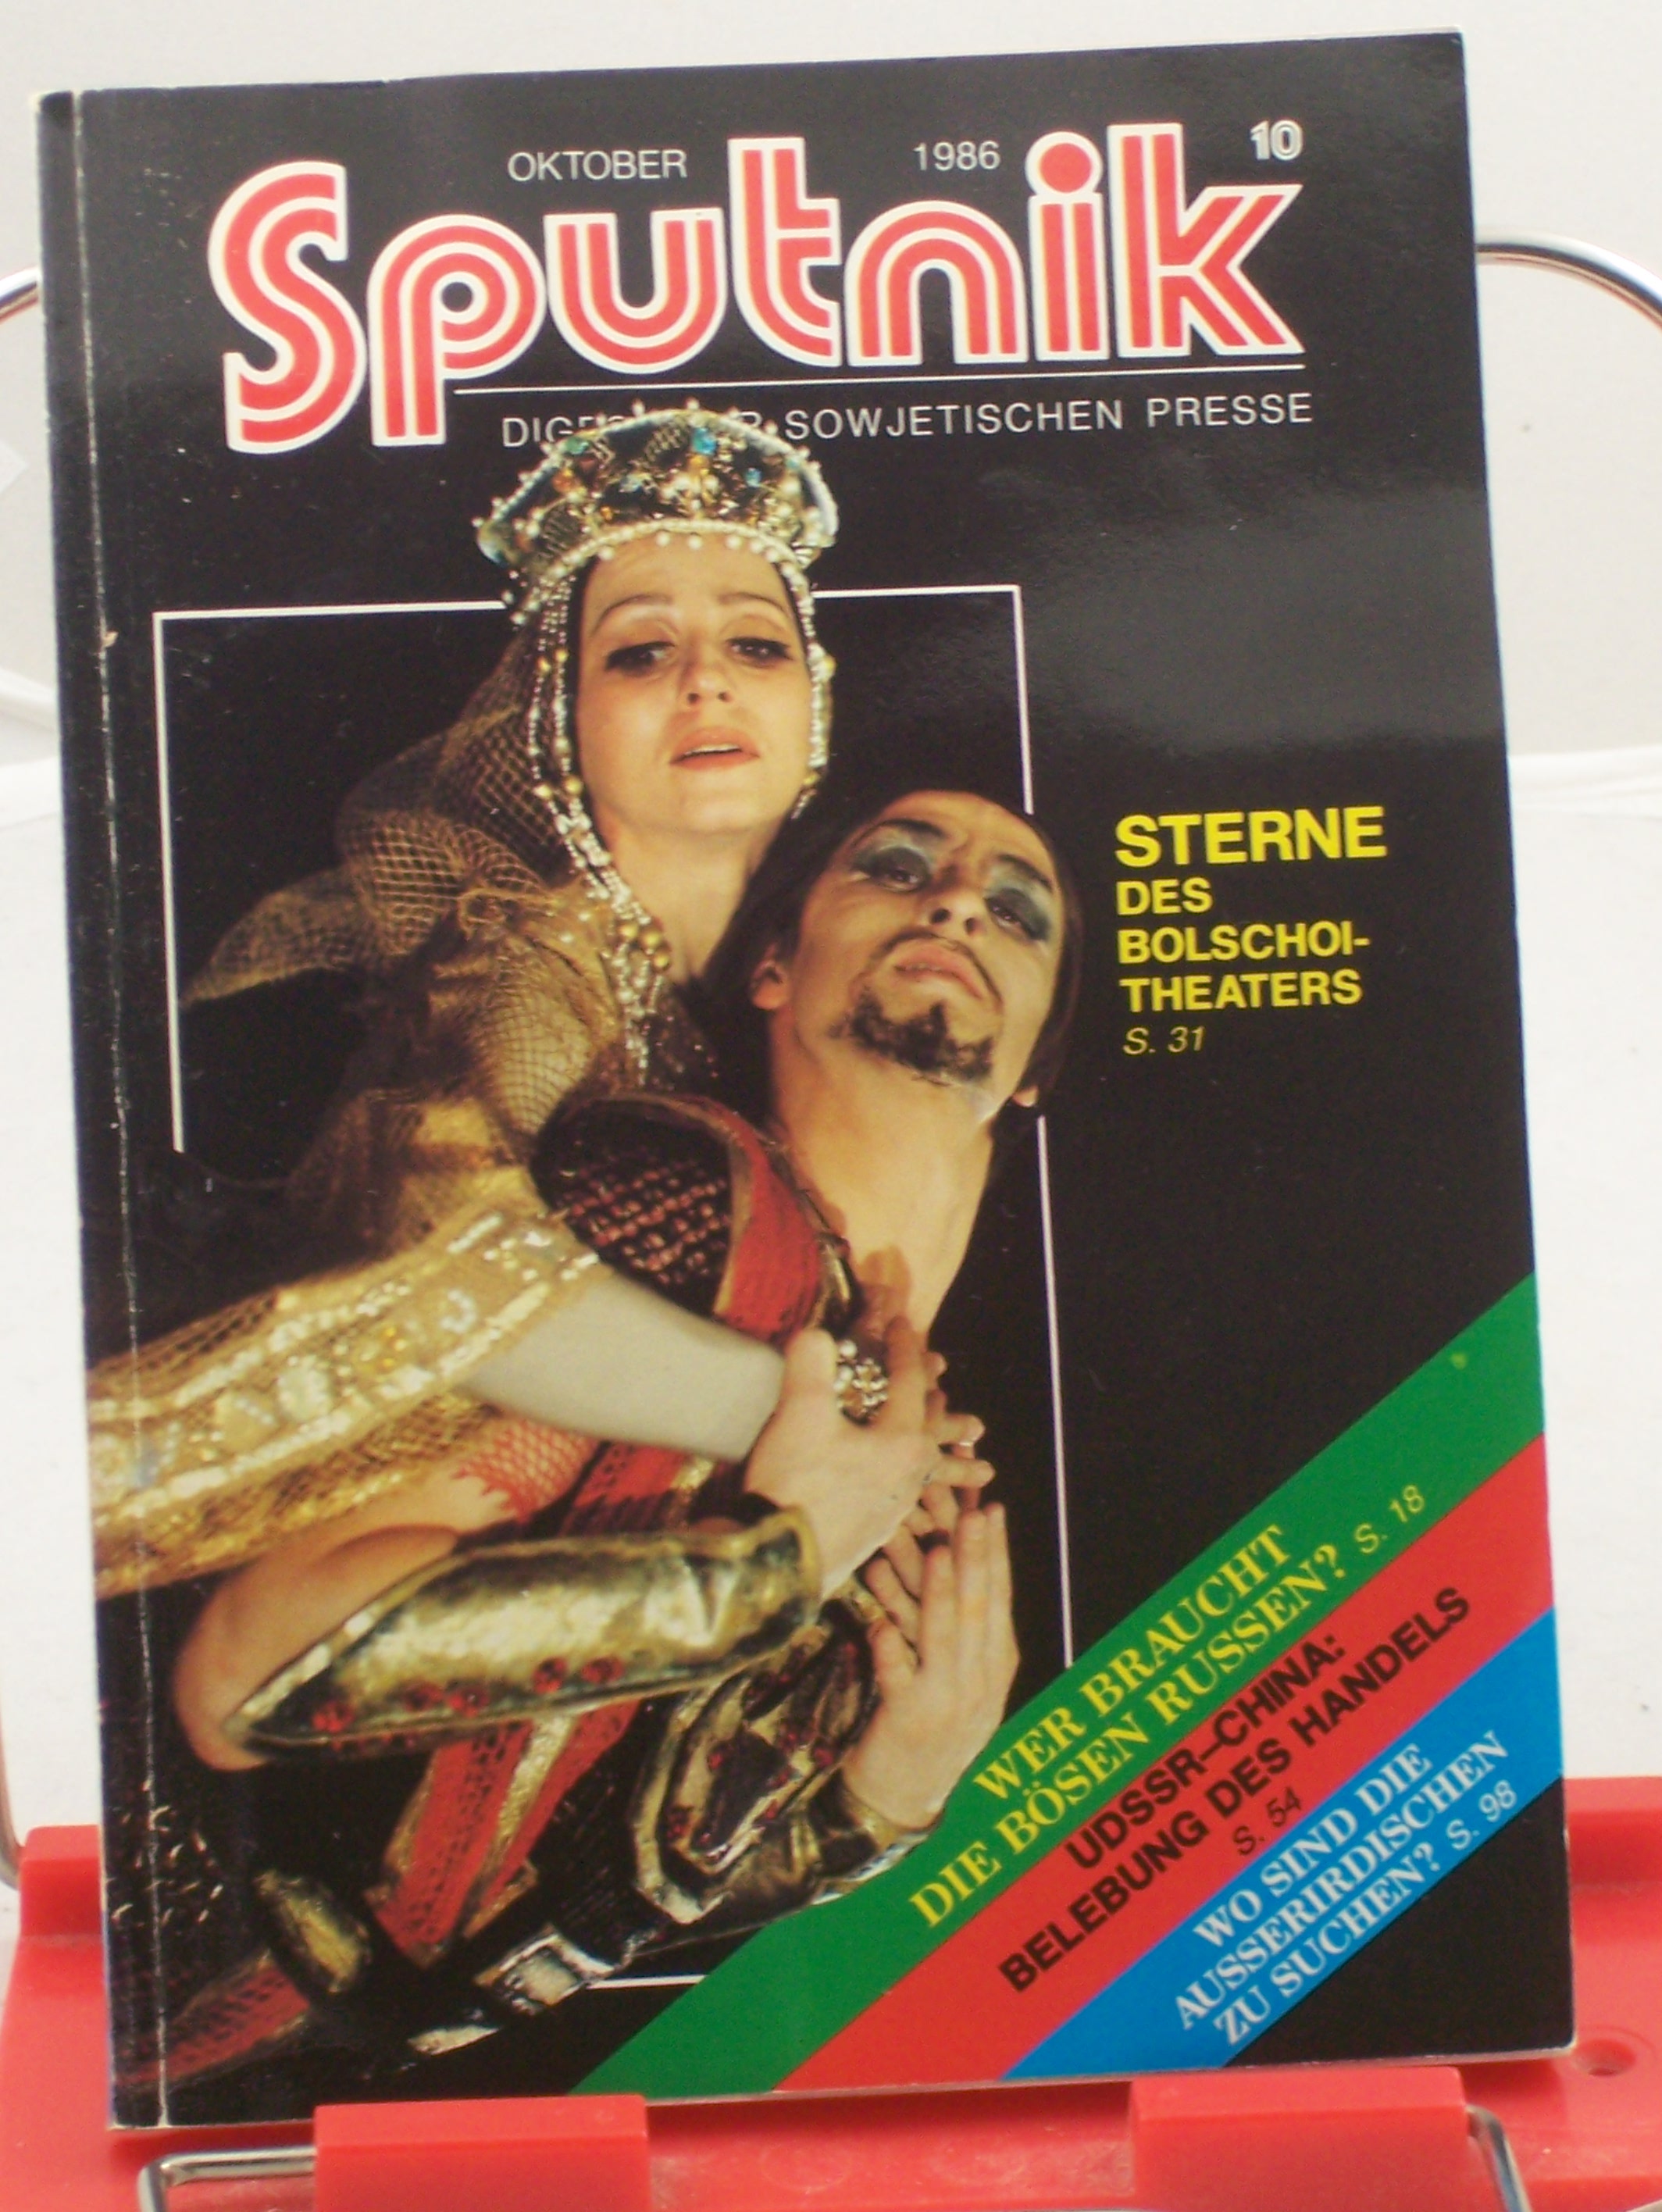 OKTOBER 1986 10
Sputnik
SOWJETISCHEN PRESSE
STERNE
DES
BOLSCHOI-
THEATERS
S. 31
WER BRAUCHT
DIE BÖSEN RUSSEN? S. 18
UDSSR–CHINA:
BELEBUNG DES HANDELS
S. 54
WO SIND DIE
AUSSERIRDISCHEN
ZU SUCHEN? S. 98